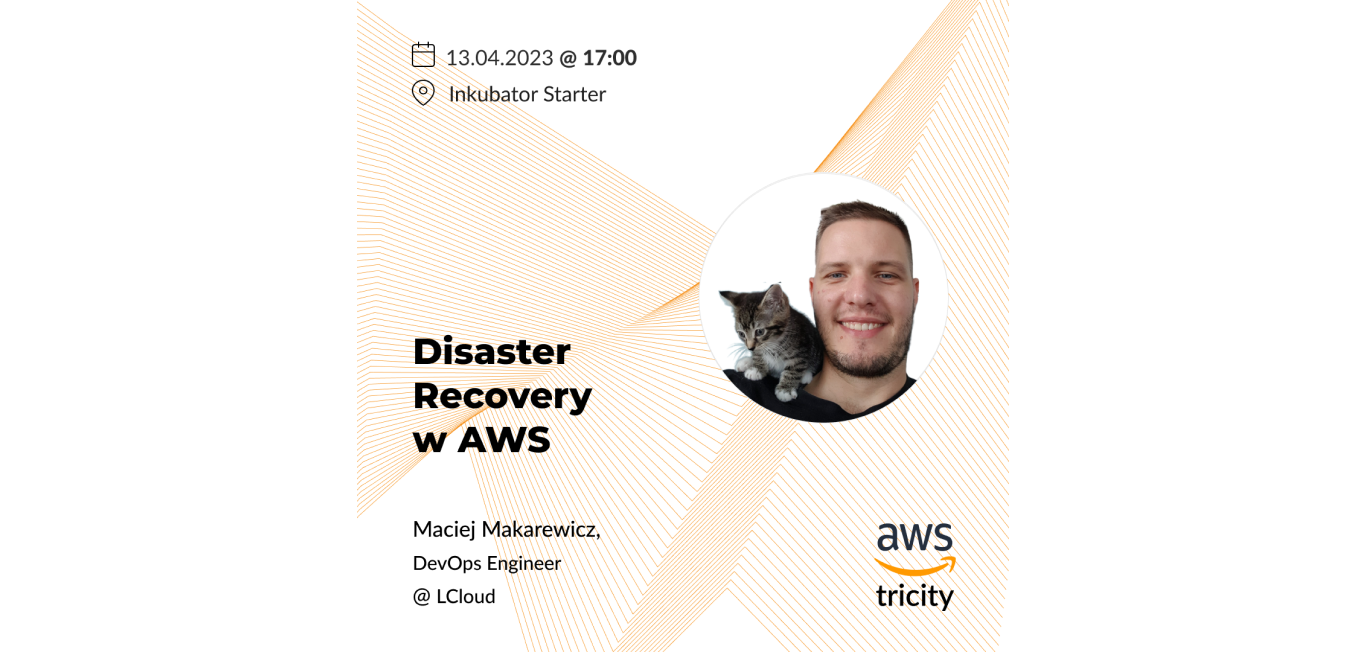 13.04.2023 @ 17:00
Inkubator Starter
Disaster
Recovery
w AWS
Maciej Makarewicz,
DevOps Engineer
@ LCloud
aws
tricity